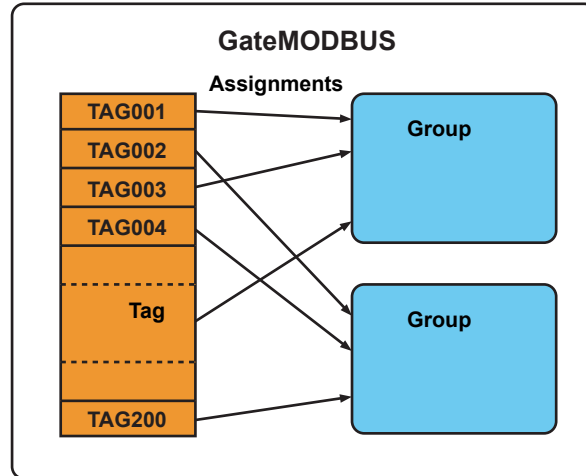 GateMODBUS
Assignments
TAG001
TAG002
TAG003
TAG004
Tag
TAG200
Group
Group